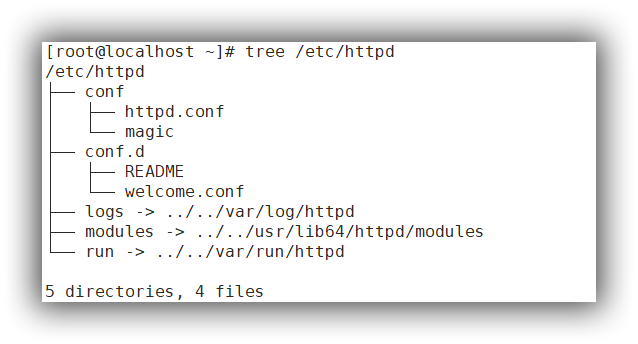 [root@localhost ~]# tree /etc/httpd
/etc/httpd
├── conf
│   ├── httpd.conf
│   └── magic
├── conf.d
│   ├── README
│   └── welcome.conf
├── logs -> ../../var/log/httpd
├── modules -> ../../usr/lib64/httpd/modules
└── run -> ../../var/run/httpd
5 directories, 4 files